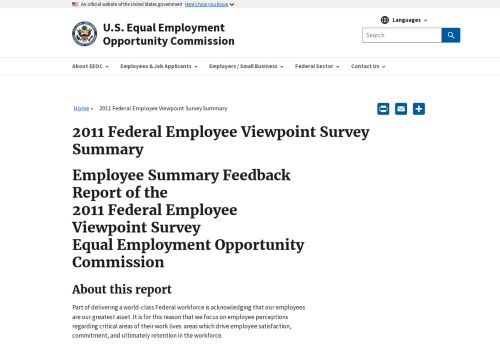 An official website of the United States government Here's how you know
U.S. Equal Employment
Opportunity Commission
Languages
Search
About EEOC
Employees & Job Applicants
Employers / Small Business
Federal Sector
Contact Us
Home » 2011 Federal Employee Viewpoint Survey Summary
2011 Federal Employee Viewpoint Survey
Summary
Employee Summary Feedback
Report of the
2011 Federal Employee
Viewpoint Survey
Equal Employment Opportunity
Commission
About this report
Part of delivering a world-class Federal workforce is acknowledging that our employees
are our greatest asset. It is for this reason that we focus on employee perceptions
regarding critical areas of their work lives areas which drive employee satisfaction,
commitment, and ultimately retention in the workforce.